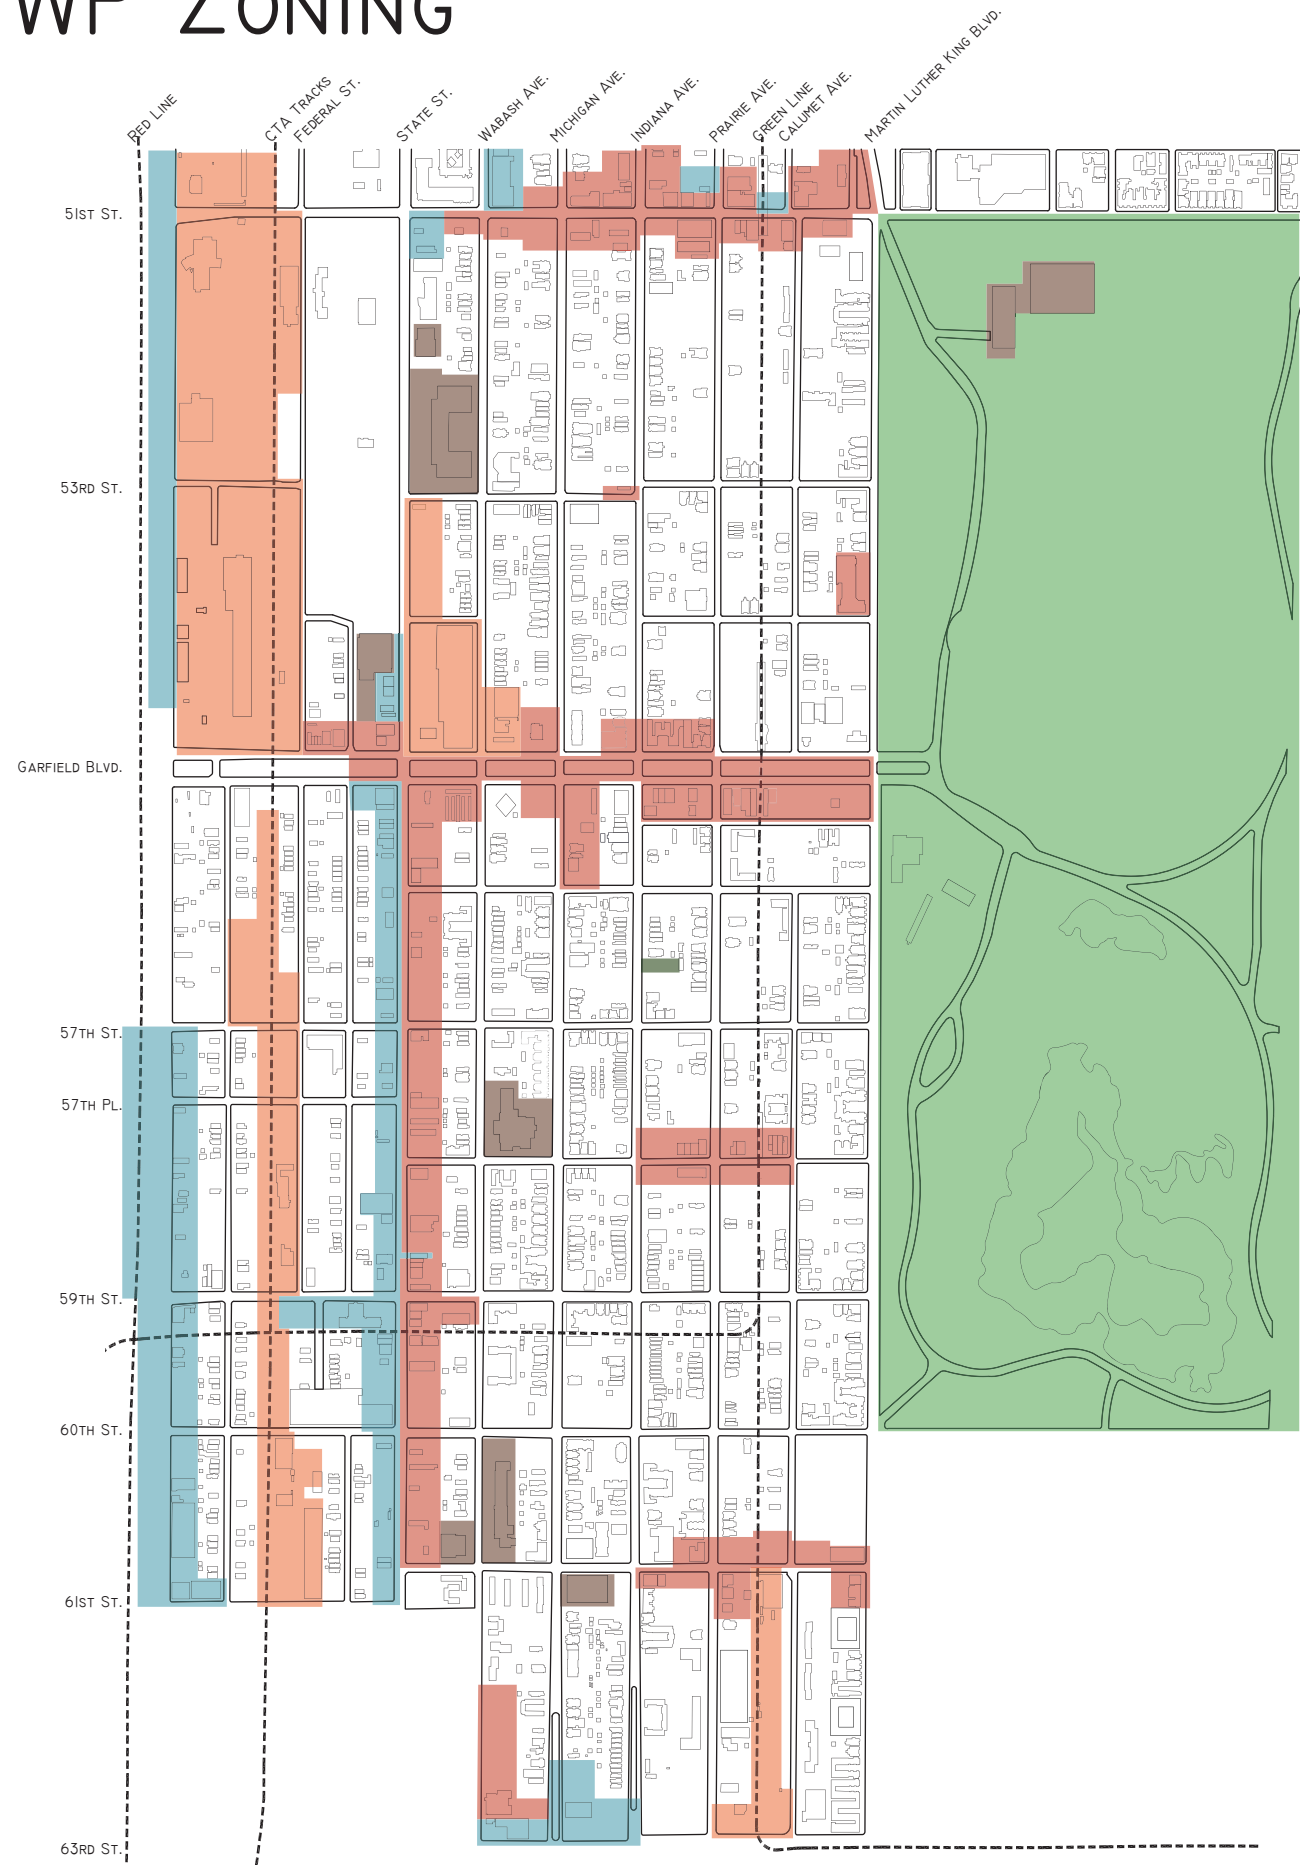 WP ZONING
RED LINE
CTA TRACKS
FEDERAL ST.
STATE ST.
WABASH AVE.
MICHIGAN AVE.
INDIANA AVE.
PRAIRIE AVE.
GREEN LINE
CALUMET AVE.
MARTIN LUTHER KING BLVD.
51ST ST.
53RD ST.
GARFIELD BLVD.
57TH ST.
57TH PL.
59TH ST.
60TH ST.
61ST ST.
63RD ST.